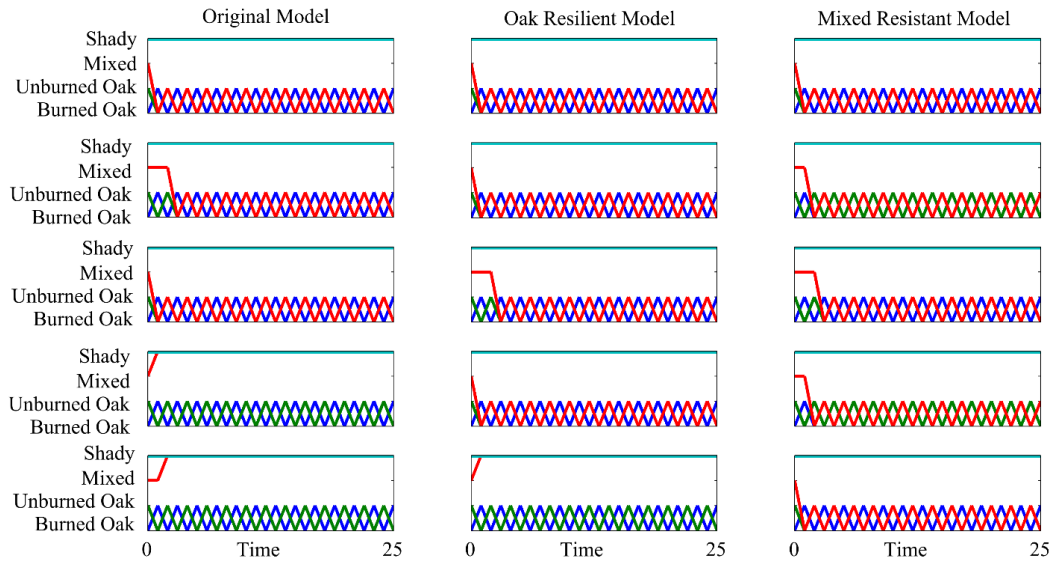 Original Model
Oak Resilient Model
Mixed Resistant Model
Shady
Mixed
Unburned Oak
Burned Oak
Shady
Mixed
Unburned Oak
Burned Oak
Shady
Mixed
Unburned Oak
Burned Oak
Shady
Mixed
Unburned Oak
Burned Oak
Shady
Mixed
Unburned Oak
Burned Oak
0 Time 25
0 Time 25
0 Time 25